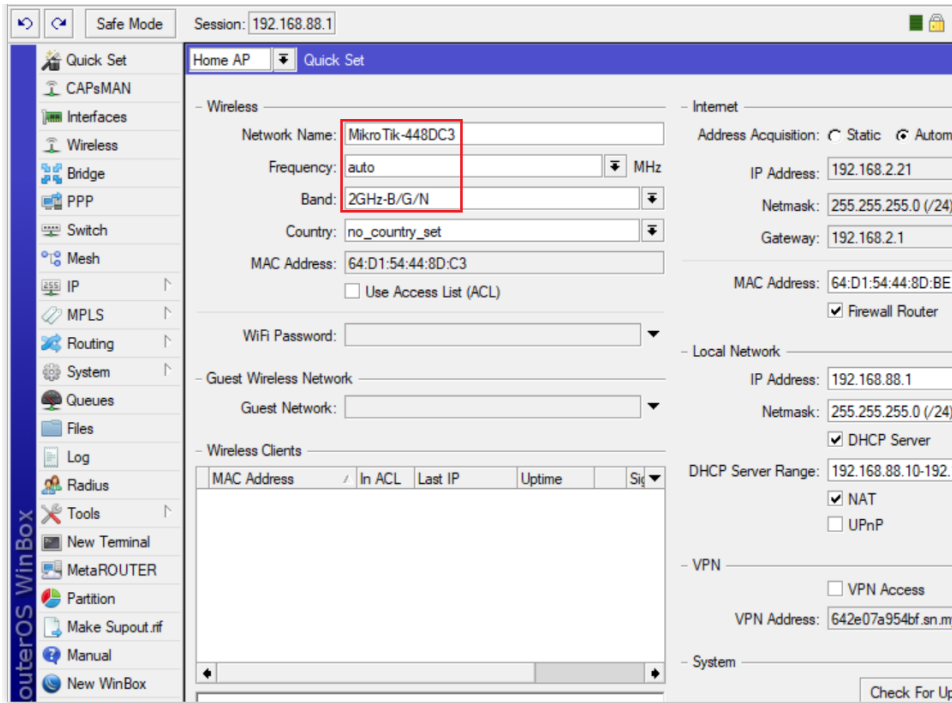 Safe Mode
Session: 192.168.88.1
Quick Set
CAPsMAN
Interfaces
Wireless
Bridge
PPP
Switch
Mesh
IP
MPLS
Routing
System
Queues
Files
Log
Radius
Tools
New Terminal
MetaROUTER
Partition
Make Supout.rif
Manual
New WinBox
outerOS WinBox
Home AP
Quick Set
Wireless
Network Name: MikroTik-448DC3
Frequency: auto MHz
Band: 2GHz-B/G/N
Country: no_country_set
MAC Address: 64:D1:54:44:8D:C3
Use Access List (ACL)
WiFi Password:
Guest Wireless Network
Guest Network:
Wireless Clients
MAC Address In ACL Last IP Uptime Sig
Internet
Address Acquisition: Static Autom
IP Address: 192.168.2.21
Netmask: 255.255.255.0 (/24)
Gateway: 192.168.2.1
MAC Address: 64:D1:54:44:8D:BE
Firewall Router
Local Network
IP Address: 192.168.88.1
Netmask: 255.255.255.0 (/24)
DHCP Server
DHCP Server Range: 192.168.88.10-192.
NAT
UPnP
VPN
VPN Access
VPN Address: 642e07a954bf.sn.m
System
Check For Up